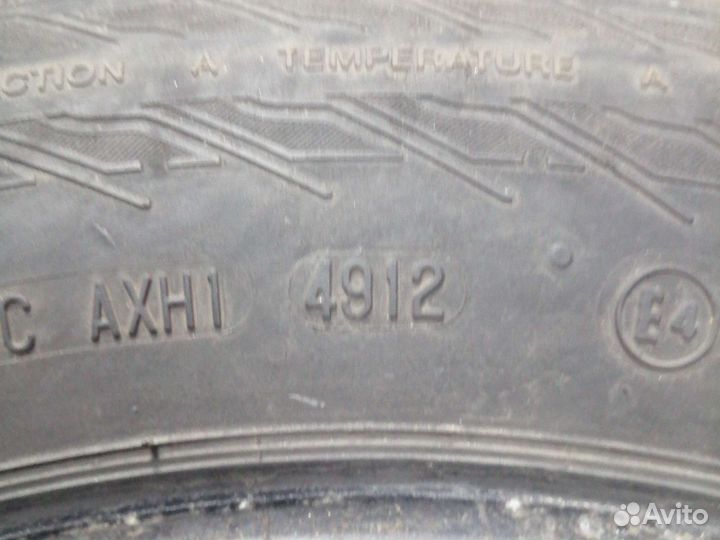 CTION A TEMPERATURE A
C AXH1 4912 E4
Avito